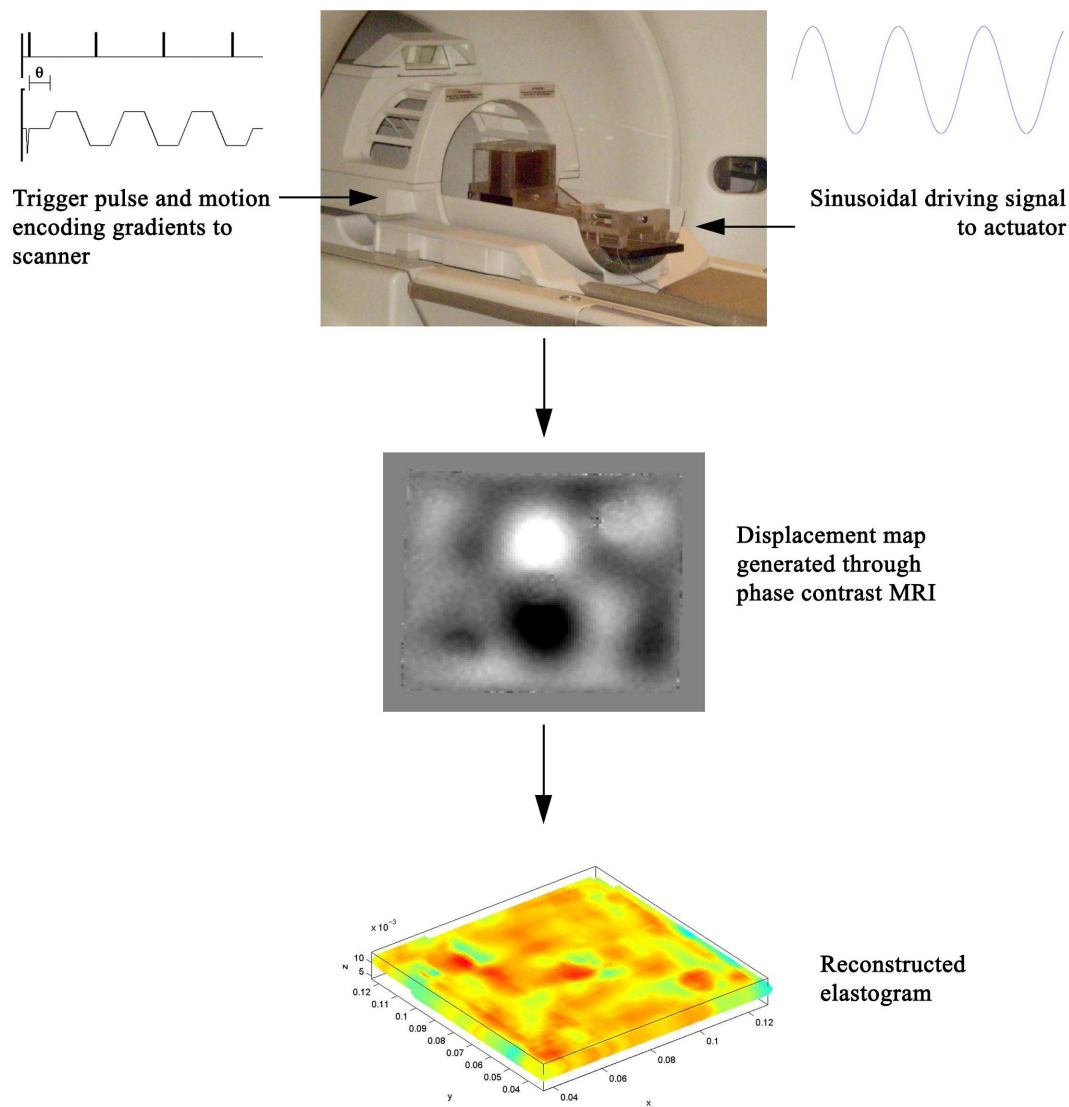 θ
Trigger pulse and motion
encoding gradients to
scanner
Sinusoidal driving signal
to actuator
Displacement map
generated through
phase contrast MRI
x 10⁻³
10
5
z
0.12
0.11
0.1
0.09
0.08
0.07
0.06
0.05
0.04
y
0.04
0.06
0.08
0.1
0.12
x
Reconstructed
elastogram